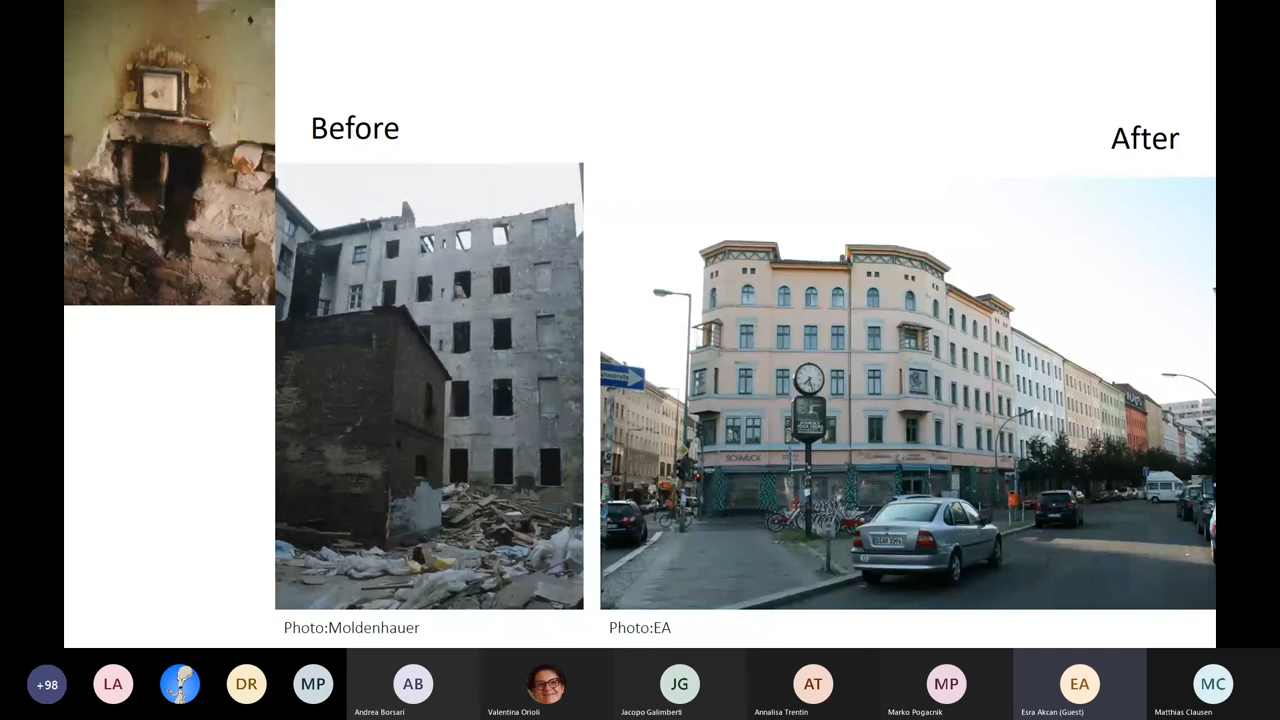 Before
After
SCHMUCK
Photo:Moldenhauer
Photo:EA
+98
LA
DR
MP
AB
JG
AT
MP
EA
MC
Andrea Borsari
Valentina Orioli
Jacopo Galimberti
Annalisa Trentin
Marko Pogacnik
Esra Akcan (Guest)
Matthias Clausen